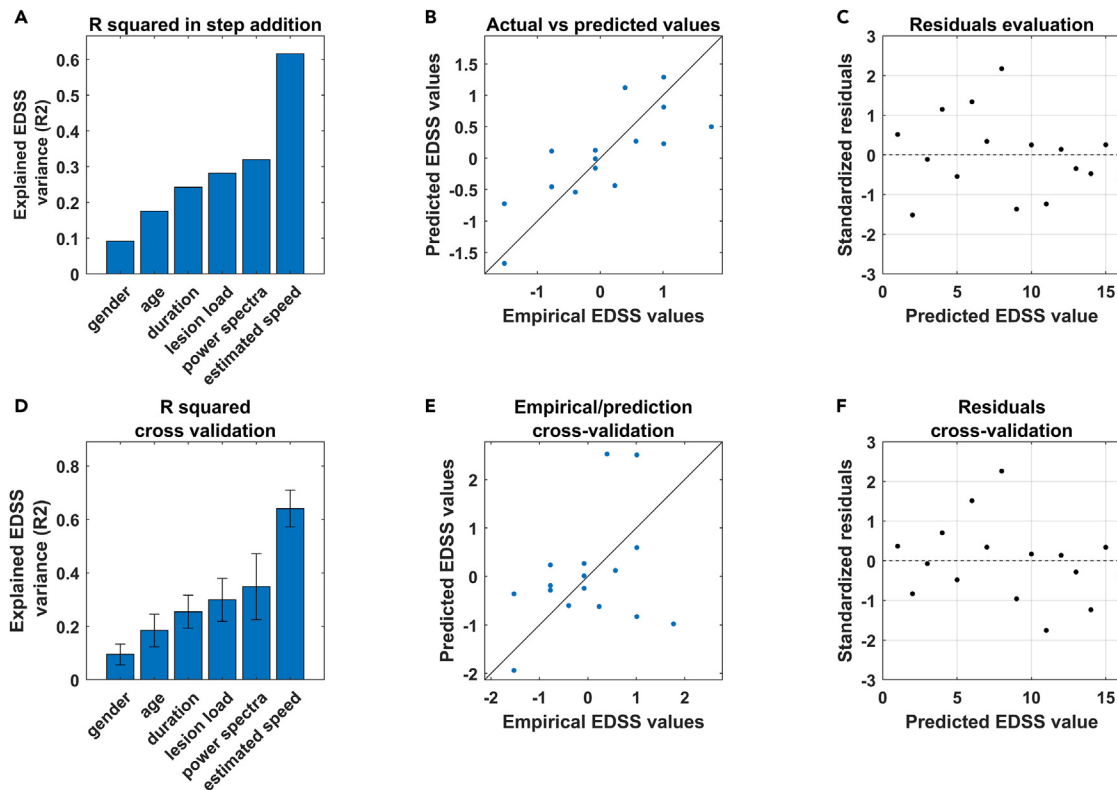 A
R squared in step addition
Explained EDSS
variance (R2)
0.6
0.5
0.4
0.3
0.2
0.1
0
gender
age
duration
lesion load
power spectra
estimated speed
B
Actual vs predicted values
Predicted EDSS values
1.5
1
0.5
0
-0.5
-1
-1.5
-1 0 1
Empirical EDSS values
C
Residuals evaluation
Standardized residuals
3
2
1
0
-1
-2
-3
0 5 10 15
Predicted EDSS value
D
R squared
cross validation
Explained EDSS
variance (R2)
0.8
0.6
0.4
0.2
0
gender
age
duration
lesion load
power spectra
estimated speed
E
Empirical/prediction
cross-validation
Predicted EDSS values
2
1
0
-1
-2
-2 -1 0 1 2
Empirical EDSS values
F
Residuals
cross-validation
Standardized residuals
3
2
1
0
-1
-2
-3
0 5 10 15
Predicted EDSS value